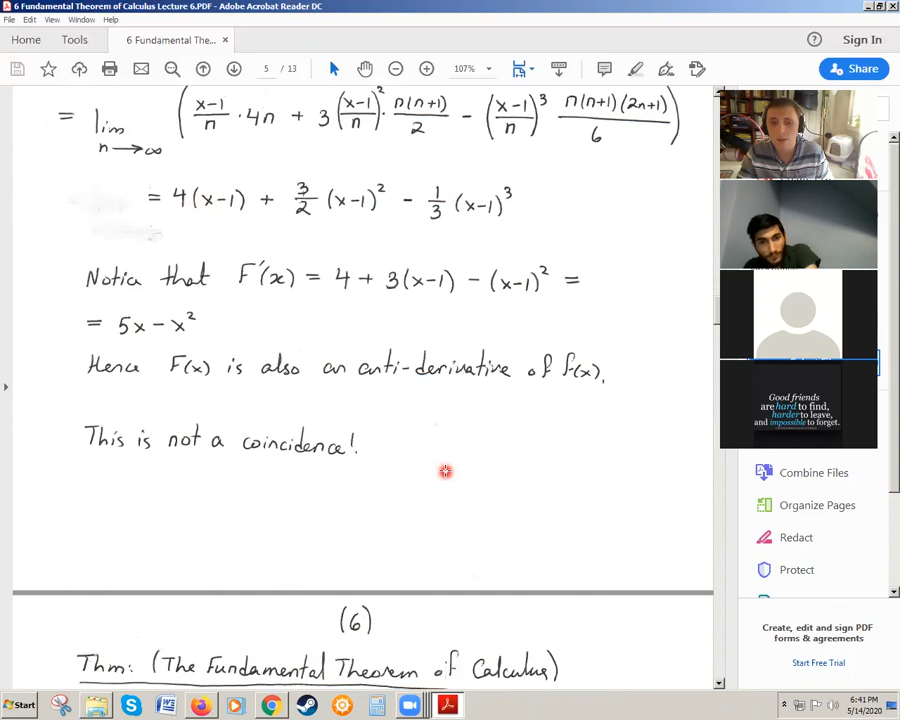 6 Fundamental Theorem of Calculus Lecture 6.PDF - Adobe Acrobat Reader DC
File Edit View Window Help
Home Tools 6 Fundamental The... × Sign In
5 / 13 107% Share
= lim n→∞ ( (x-1)/n · 4n + 3 ((x-1)/n)² · n(n+1)/2 - ((x-1)/n)³ n(n+1)(2n+1)/6 )
= 4(x-1) + 3/2 (x-1)² - 1/3 (x-1)³
Notice that F′(x) = 4 + 3(x-1) - (x-1)² =
= 5x - x²
Hence F(x) is also an anti-derivative of f(x).
This is not a coincidence!
(6)
Thm: (The Fundamental Theorem of Calculus)
Good friends
are hard to find,
harder to leave,
and impossible to forget.
Combine Files
Organize Pages
Redact
Protect
Create, edit and sign PDF
forms & agreements
Start Free Trial
Start
6:41 PM
5/14/2020